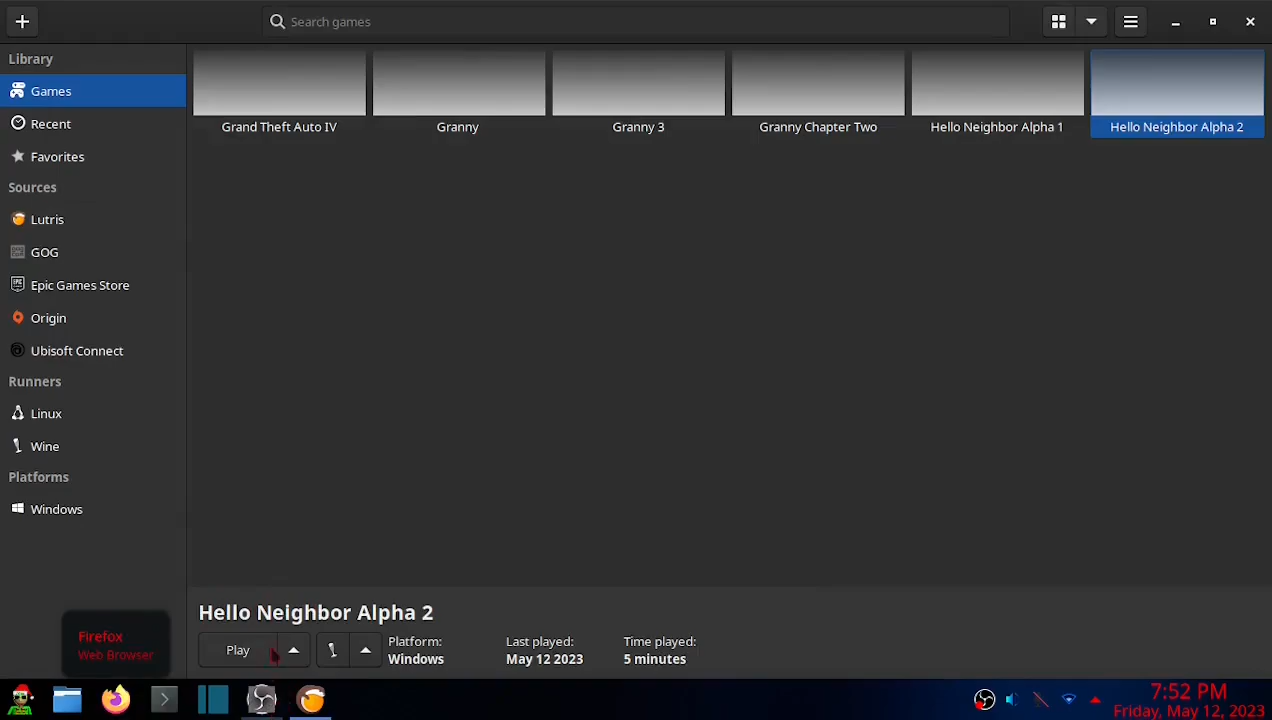 Search games
Library
Games
Recent
Favorites
Sources
Lutris
GOG
Epic Games Store
Origin
Ubisoft Connect
Runners
Linux
Wine
Platforms
Windows
Grand Theft Auto IV
Granny
Granny 3
Granny Chapter Two
Hello Neighbor Alpha 1
Hello Neighbor Alpha 2
Hello Neighbor Alpha 2
Play
Platform:
Windows
Last played:
May 12 2023
Time played:
5 minutes
Firefox
Web Browser
7:52 PM
Friday, May 12, 2023